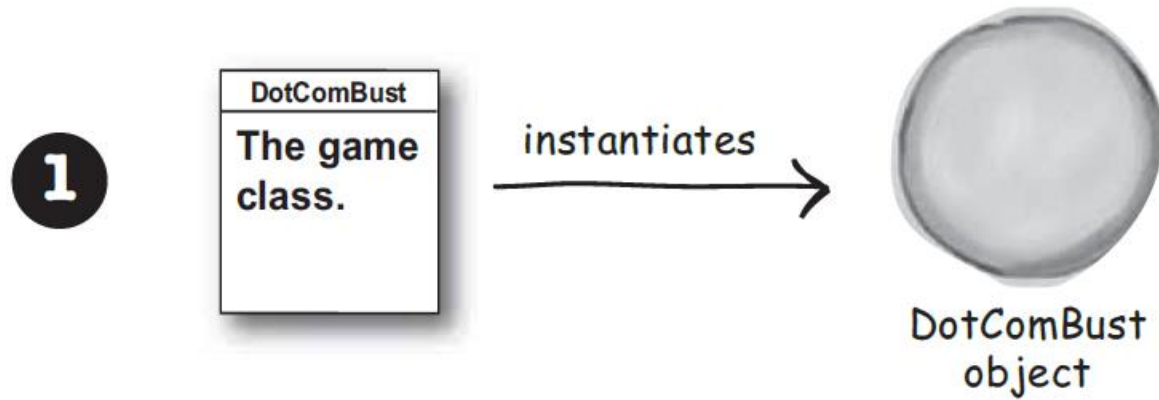 1
DotComBust
The game
class.
instantiates
DotComBust
object